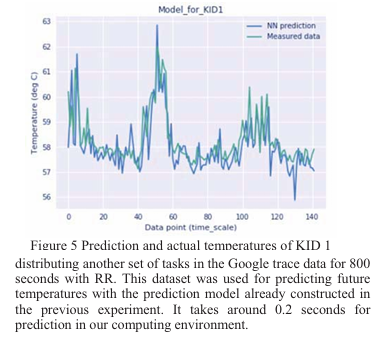 Model_for_KID1
63
62
61
60
59
58
57
56
Temperature (deg C)
NN prediction
Measured data
0 20 40 60 80 100 120 140
Data point (time_scale)
Figure 5 Prediction and actual temperatures of KID 1
distributing another set of tasks in the Google trace data for 800
seconds with RR. This dataset was used for predicting future
temperatures with the prediction model already constructed in
the previous experiment. It takes around 0.2 seconds for
prediction in our computing environment.